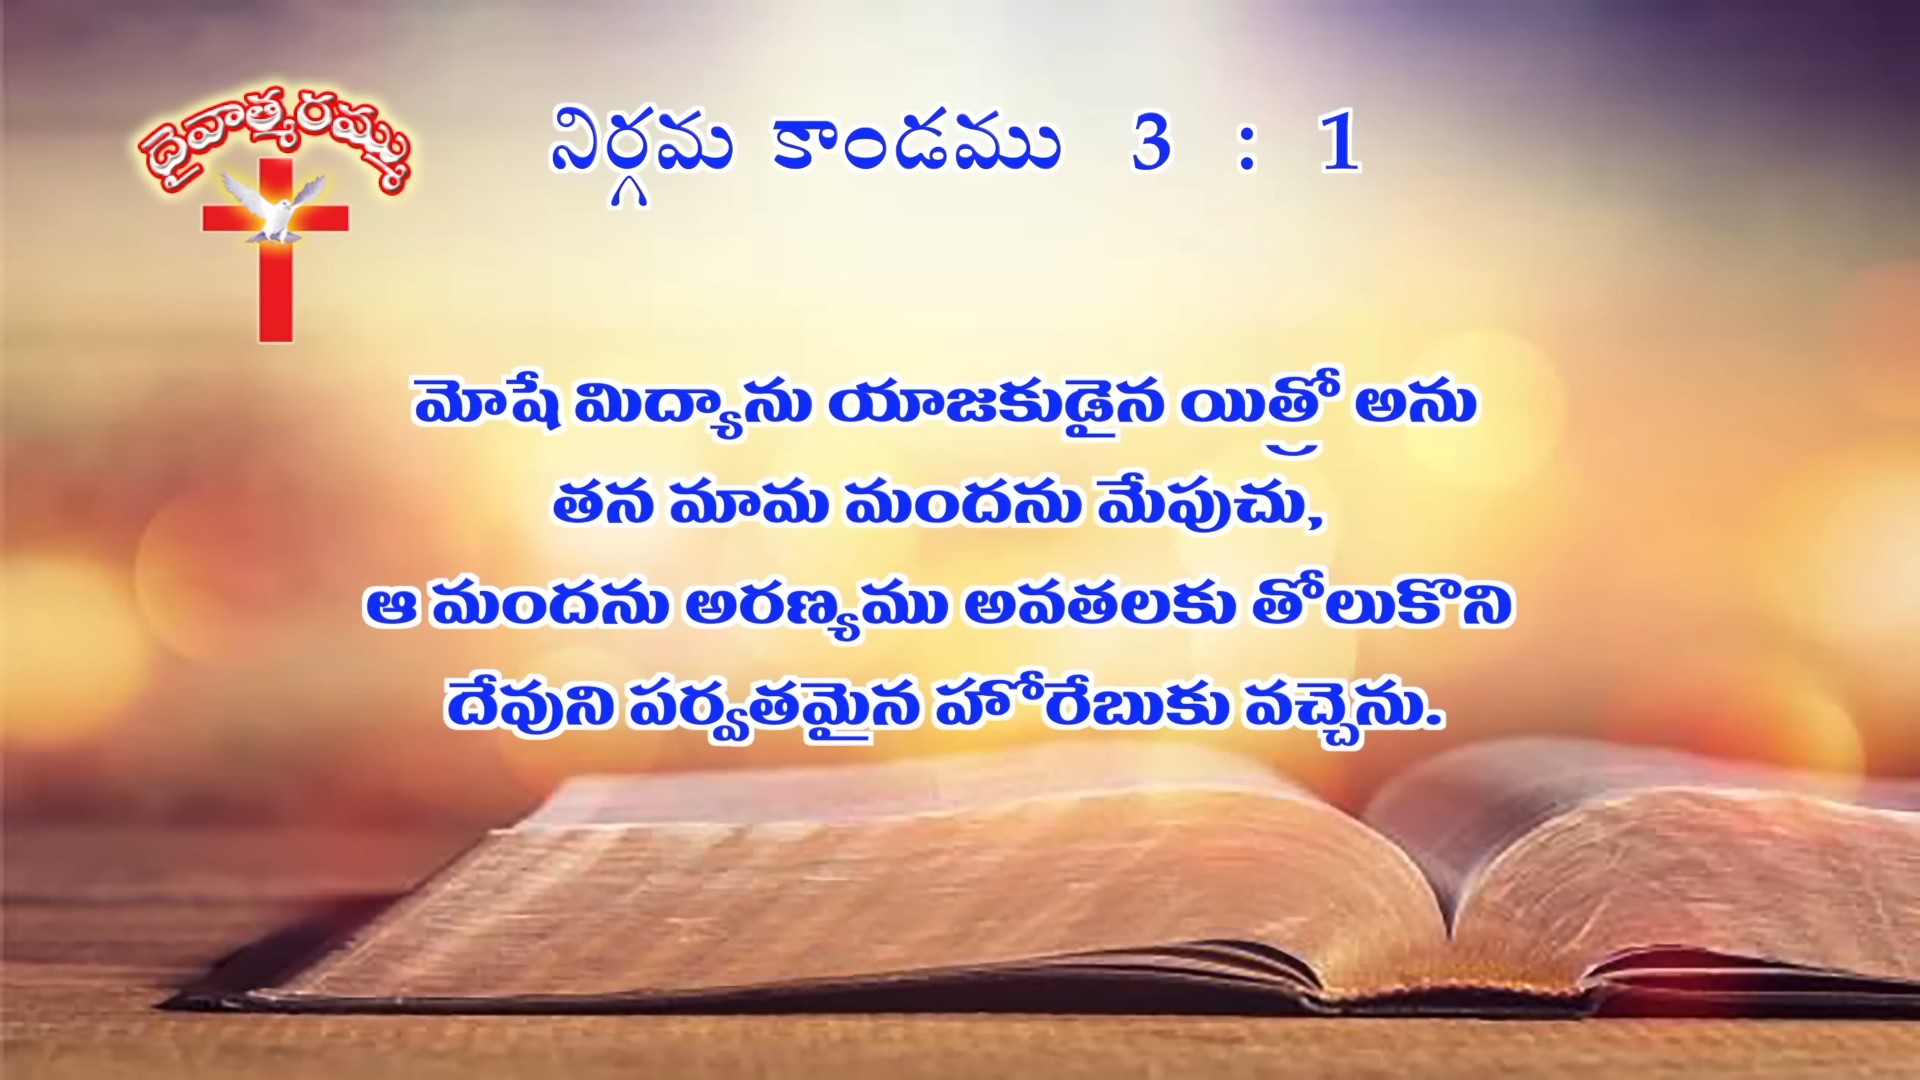 దైవాత్మరమ్ము
నిర్గమ కాండము 3 : 1
మోషే మిద్యాను యాజకుడైన యిత్రో అను
తన మామ మందను మేపుచు,
ఆ మందను అరణ్యము అవతలకు తోలుకొని
దేవుని పర్వతమైన హోరేబుకు వచ్చెను.